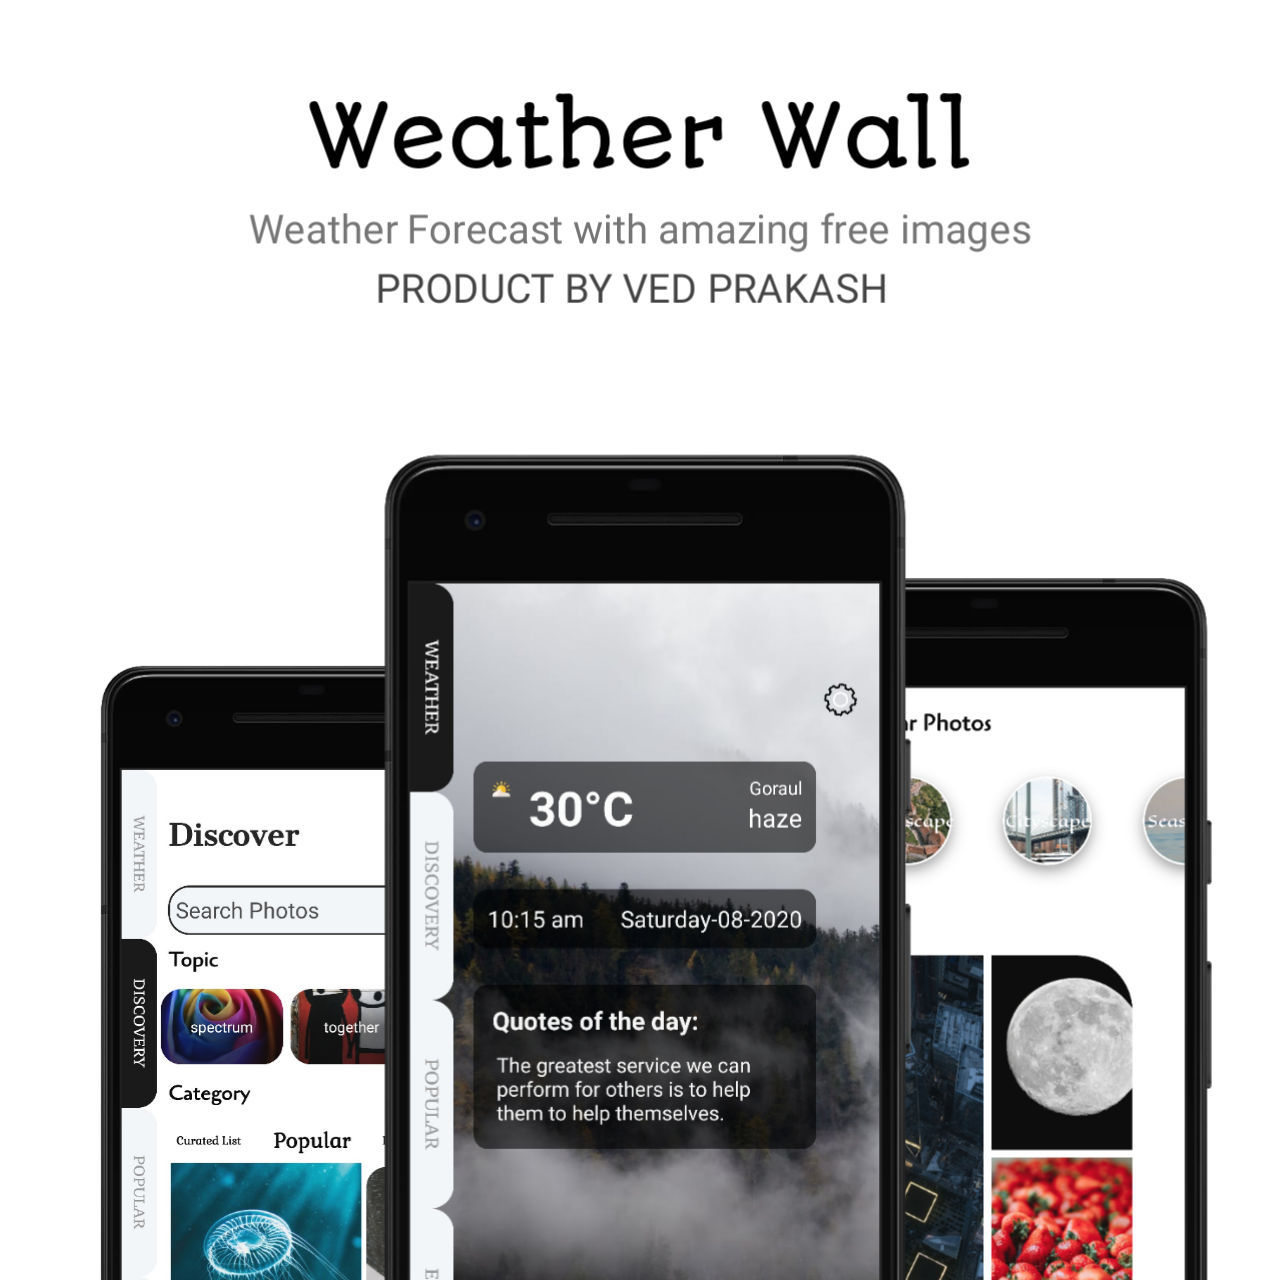 Weather Wall
Weather Forecast with amazing free images
PRODUCT BY VED PRAKASH
WEATHER
DISCOVERY
POPULAR
30°C
Goraul
haze
10:15 am
Saturday-08-2020
Quotes of the day:
The greatest service we can
perform for others is to help
them to help themselves.
WEATHER
DISCOVERY
POPULAR
Discover
Search Photos
Topic
spectrum
together
Category
Curated List
Popular
Photos
Cityscape